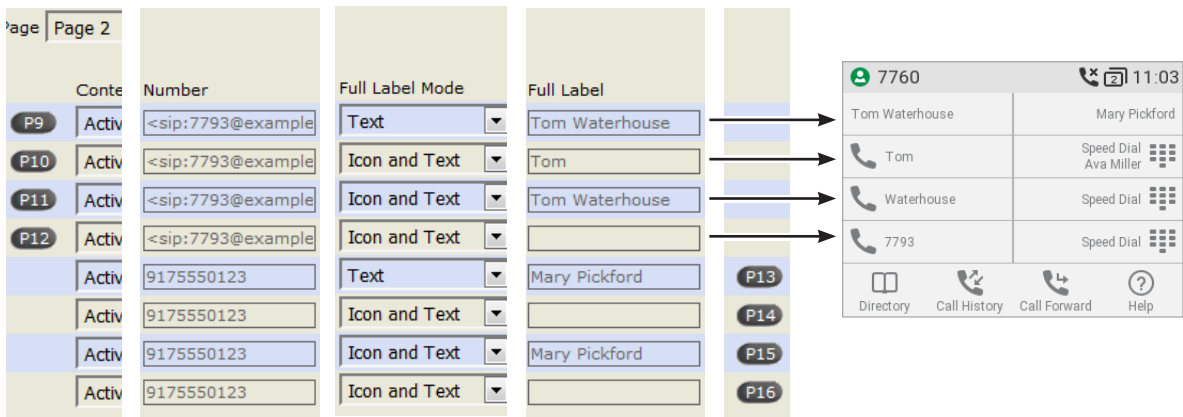 Page Page 2
Conte Number Full Label Mode Full Label
P9 Activ <sip:7793@example Text Tom Waterhouse
P10 Activ <sip:7793@example Icon and Text Tom
P11 Activ <sip:7793@example Icon and Text Tom Waterhouse
P12 Activ <sip:7793@example Icon and Text
Activ 9175550123 Text Mary Pickford P13
Activ 9175550123 Icon and Text P14
Activ 9175550123 Icon and Text Mary Pickford P15
Activ 9175550123 Icon and Text P16
7760 2 11:03
Tom Waterhouse Mary Pickford
Tom Speed Dial
Ava Miller
Waterhouse Speed Dial
7793 Speed Dial
Directory Call History Call Forward Help